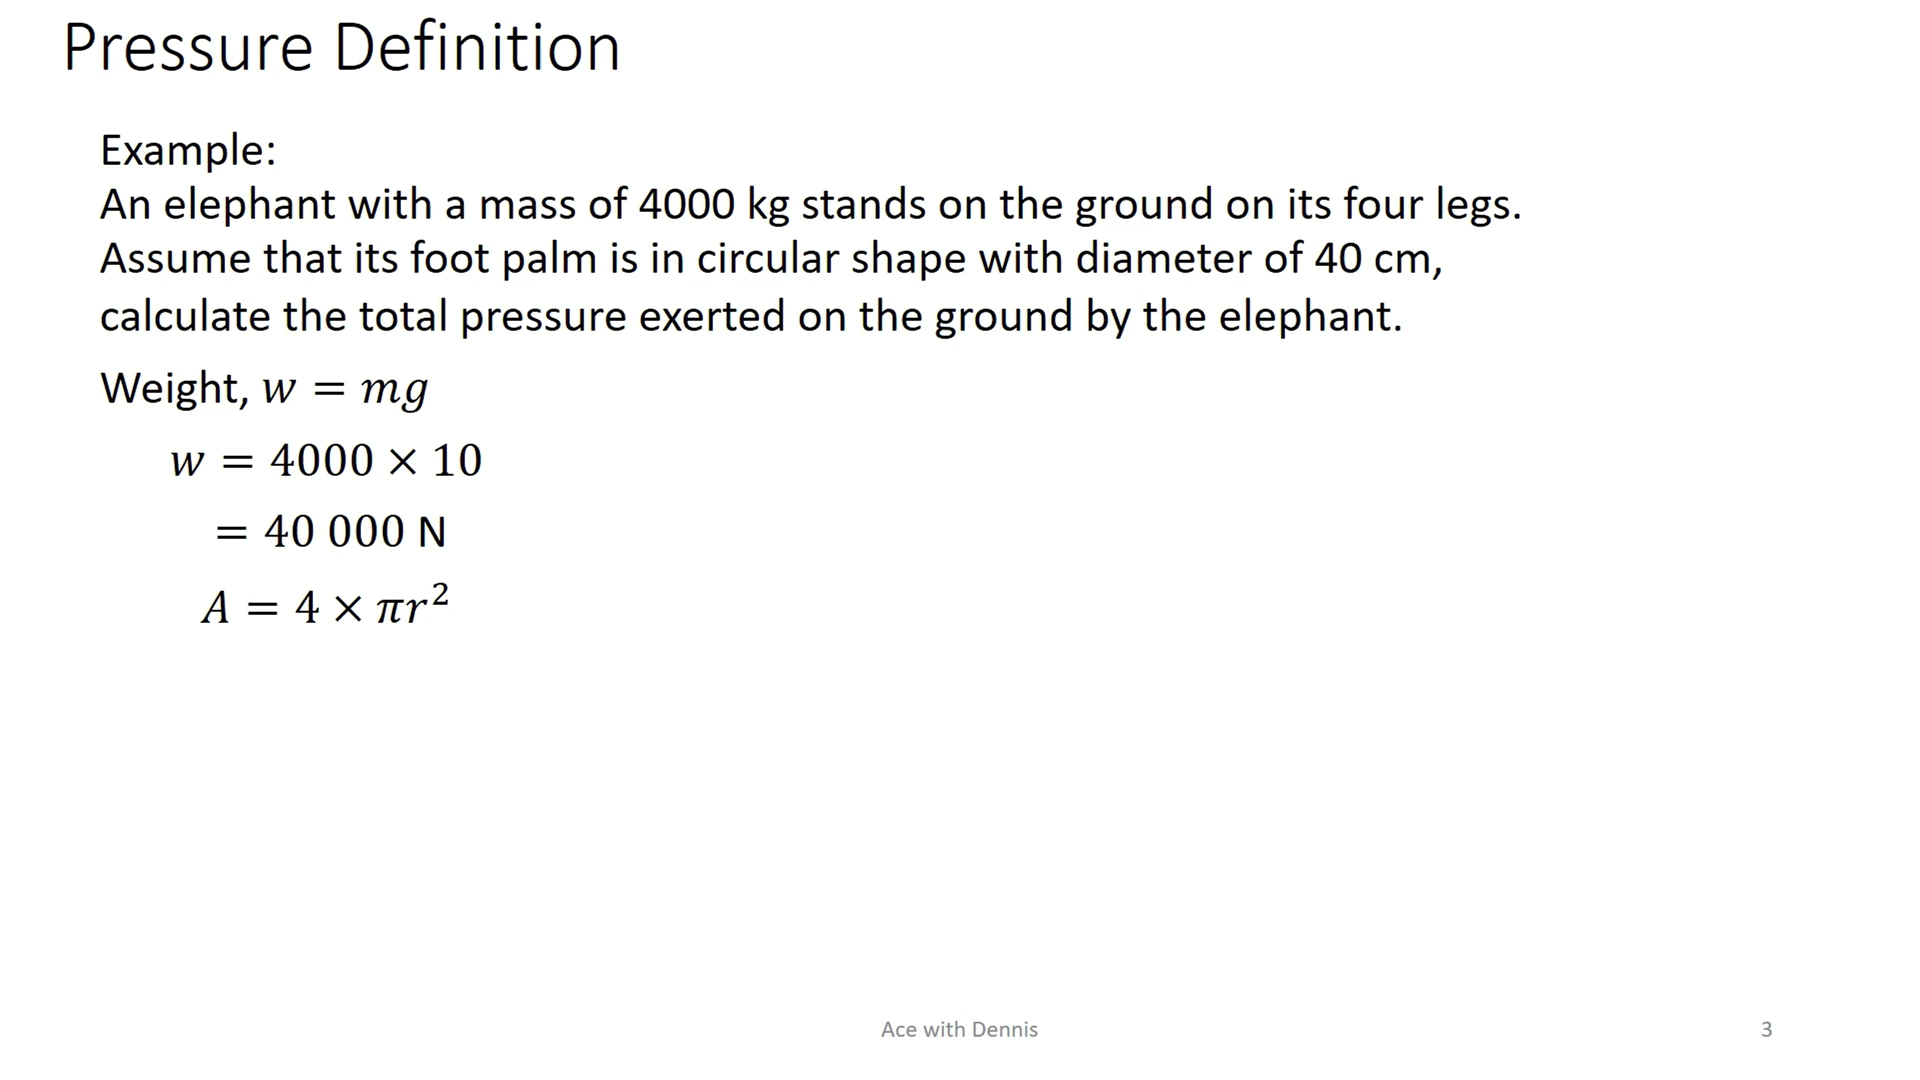 Pressure Definition
Example:
An elephant with a mass of 4000 kg stands on the ground on its four legs.
Assume that its foot palm is in circular shape with diameter of 40 cm,
calculate the total pressure exerted on the ground by the elephant.
Weight, 𝑤 = 𝑚𝑔
𝑤 = 4000 × 10
= 40 000 N
𝐴 = 4 × 𝜋𝑟²
Ace with Dennis
3